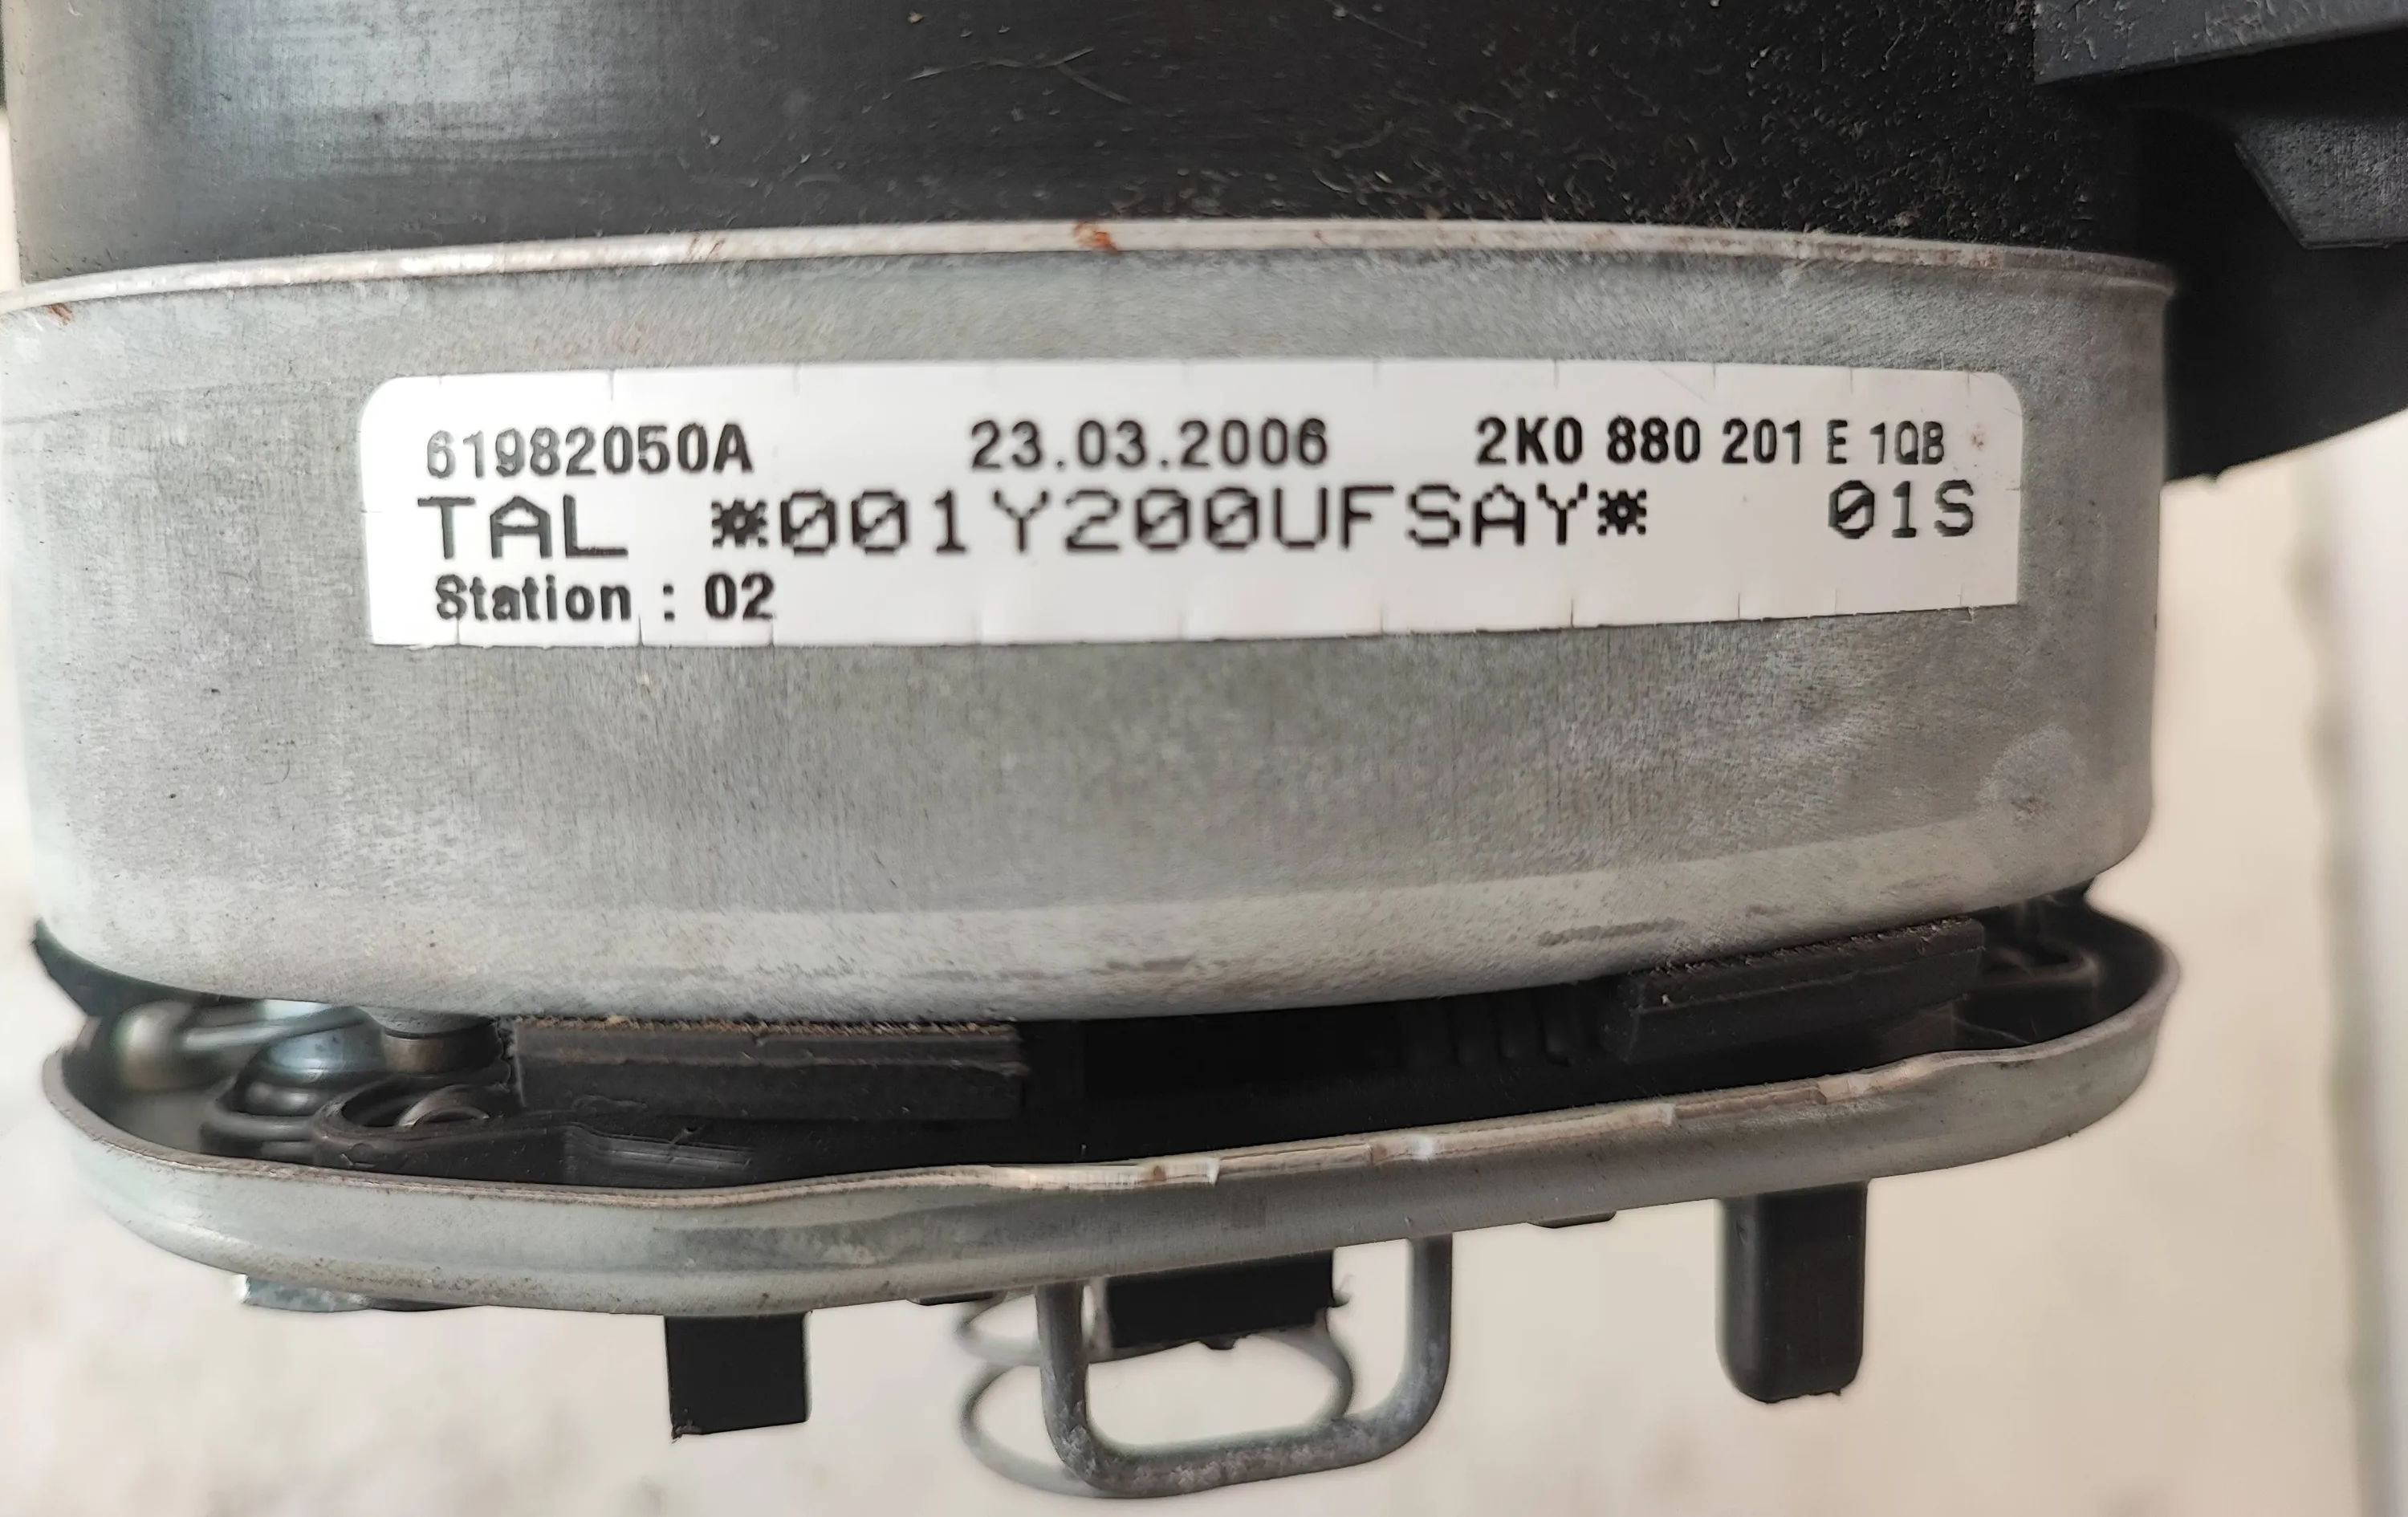 61982050A 23.03.2006 2K0 880 201 E 1QB
TAL *001Y200UFSAY* 01S
Station : 02